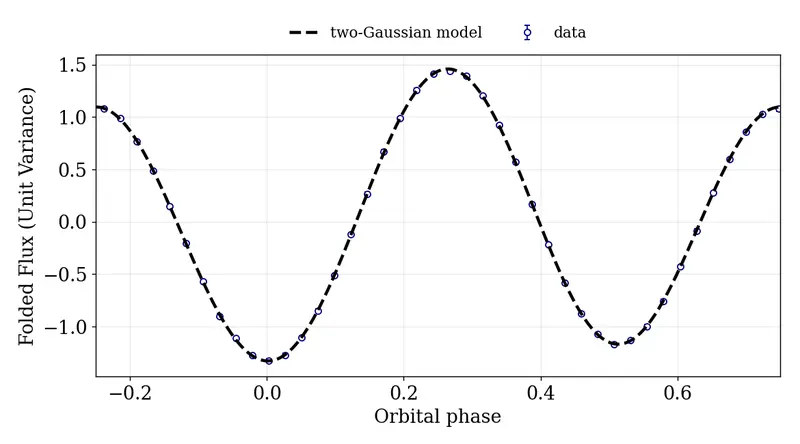 two-Gaussian model
data
Folded Flux (Unit Variance)
1.5
1.0
0.5
0.0
−0.5
−1.0
−0.2
0.0
0.2
0.4
0.6
Orbital phase